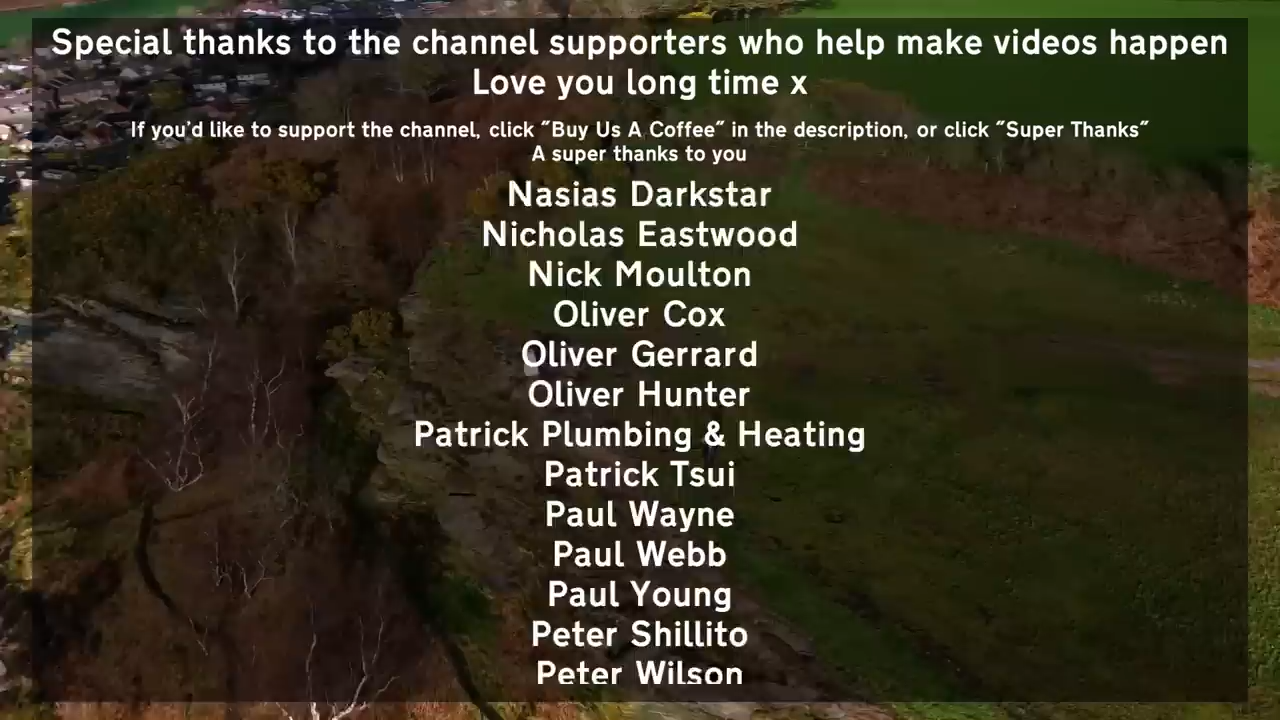 Special thanks to the channel supporters who help make videos happen
Love you long time x
If you'd like to support the channel, click "Buy Us A Coffee" in the description, or click "Super Thanks"
A super thanks to you
Nasias Darkstar
Nicholas Eastwood
Nick Moulton
Oliver Cox
Oliver Gerrard
Oliver Hunter
Patrick Plumbing & Heating
Patrick Tsui
Paul Wayne
Paul Webb
Paul Young
Peter Shillito
Peter Wilson